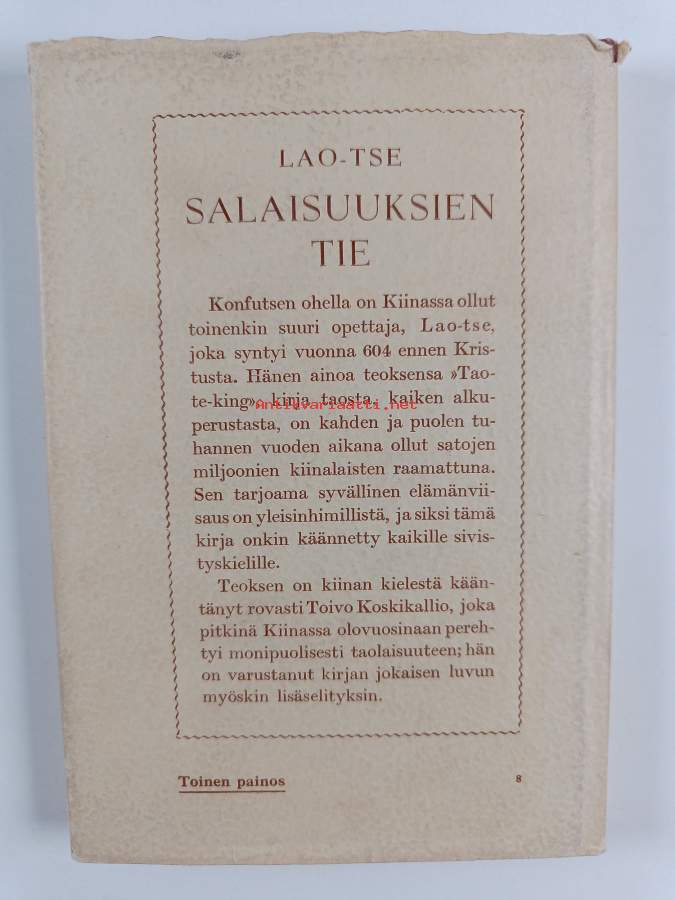 LAO-TSE
SALAISUUKSIEN
TIE
Konfutsen ohella on Kiinassa ollut
toinenkin suuri opettaja, Lao-tse,
joka syntyi vuonna 604 ennen Kris-
tusta. Hänen ainoa teoksensa »Tao-
te-king», kirja taosta, kaiken alku-
Antikvariaatti.net
perustasta, on kahden ja puolen tu-
hannen vuoden aikana ollut satojen
miljoonien kiinalaisten raamattuna.
Sen tarjoama syvällinen elämänvii-
saus on yleisinhimillistä, ja siksi tämä
kirja onkin käännetty kaikille sivis-
tyskielille.
Teoksen on kiinan kielestä kään-
tänyt rovasti Toivo Koskikallio, joka
pitkinä Kiinassa olovuosinaan pereh-
tyi monipuolisesti taolaisuuteen; hän
on varustanut kirjan jokaisen luvun
myöskin lisäselityksin.
Toinen painos 8